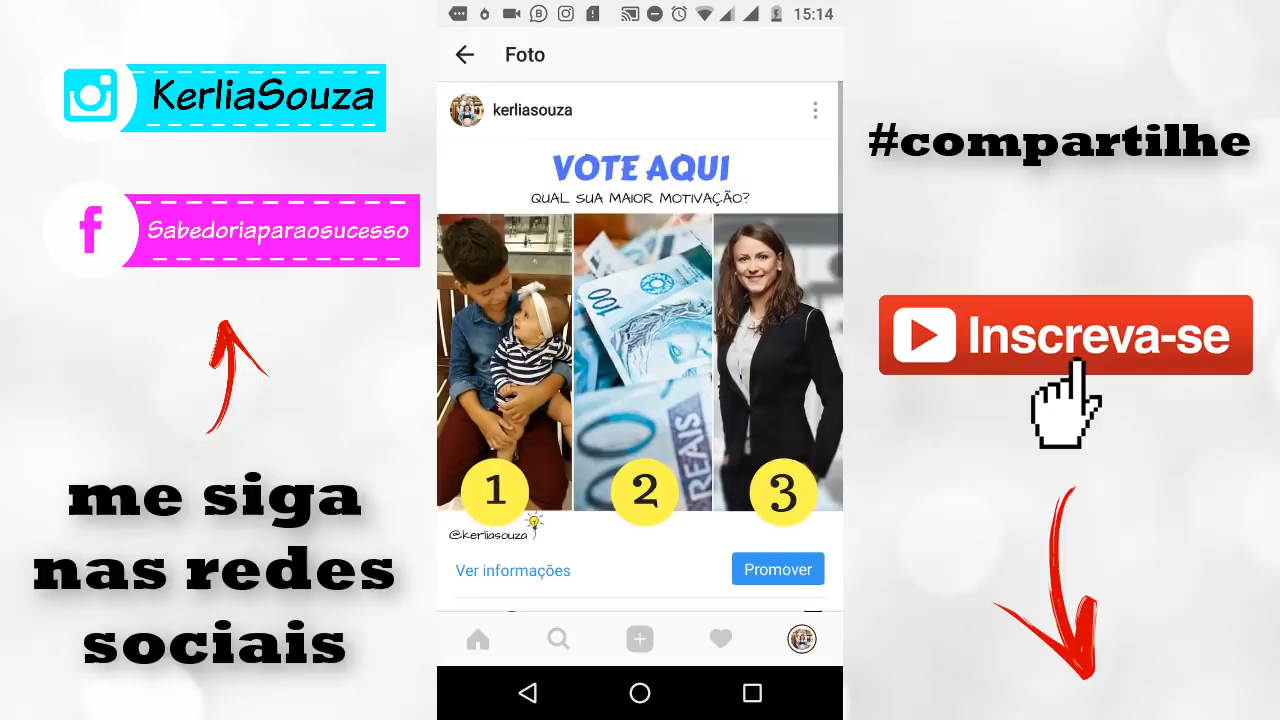 KerliaSouza
Sabedoriaparaosucesso
me siga
nas redes
sociais
15:14
Foto
kerliasouza
VOTE AQUI
QUAL SUA MAIOR MOTIVAÇÃO?
100
REAIS
1
2
3
@kerliasouza
Ver informações
Promover
#compartilhe
Inscreva-se